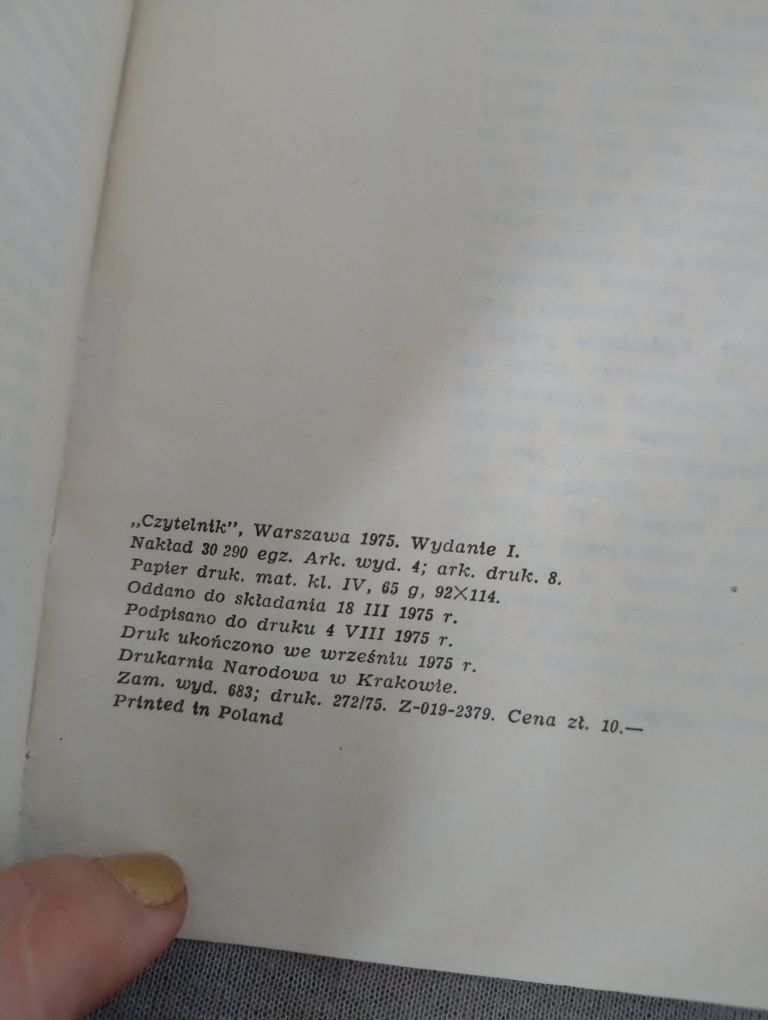 „Czytelnik”, Warszawa 1975. Wydanie I.
Nakład 30 290 egz. Ark. wyd. 4; ark. druk. 8.
Papier druk. mat. kl. IV, 65 g, 92×114.
Oddano do składania 18 III 1975 r.
Podpisano do druku 4 VIII 1975 r.
Druk ukończono we wrześniu 1975 r.
Drukarnia Narodowa w Krakowie.
Zam. wyd. 683; druk. 272/75. Z-019-2379. Cena zł. 10.—
Printed in Poland